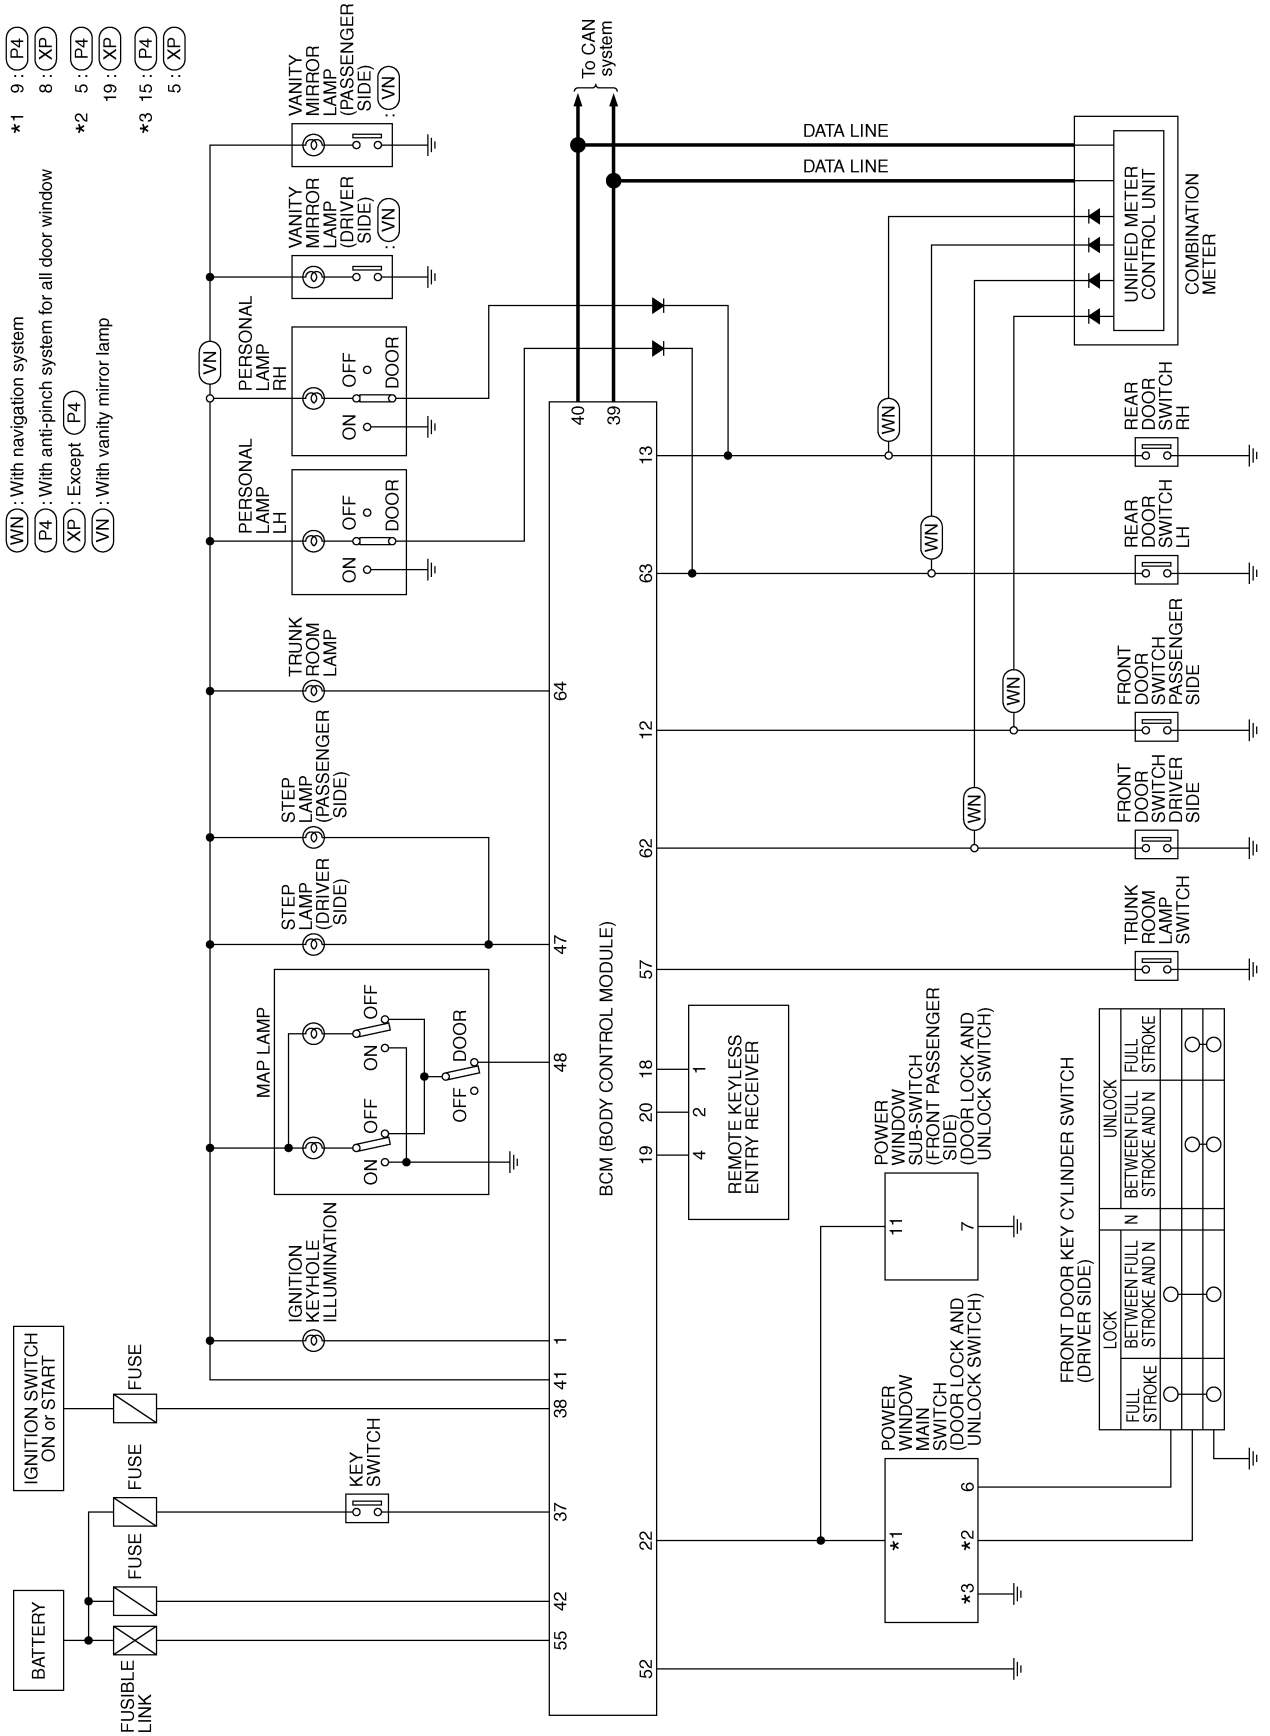 WN : With navigation system
P4 : With anti-pinch system for all door window
XP : Except P4
VN : With vanity mirror lamp
*1 9 : P4
8 : XP
*2 5 : P4
19 : XP
*3 15 : P4
5 : XP
BATTERY
IGNITION SWITCH
ON or START
FUSIBLE
LINK
FUSE
FUSE
FUSE
KEY
SWITCH
IGNITION
KEYHOLE
ILLUMINATION
MAP LAMP
ON
OFF
ON
OFF
OFF
DOOR
STEP
LAMP
(DRIVER
SIDE)
STEP
LAMP
(PASSENGER
SIDE)
TRUNK
ROOM
LAMP
PERSONAL
LAMP
LH
ON
OFF
DOOR
PERSONAL
LAMP
RH
ON
OFF
DOOR
VN
VANITY
MIRROR
LAMP
(DRIVER
SIDE)
: VN
VANITY
MIRROR
LAMP
(PASSENGER
SIDE)
: VN
To CAN
system
55
42
37
38
41
1
48
47
64
40
39
BCM (BODY CONTROL MODULE)
52
22
19
20
18
57
62
12
63
13
DATA LINE
DATA LINE
4
2
1
REMOTE KEYLESS
ENTRY RECEIVER
WN
WN
WN
WN
UNIFIED METER
CONTROL UNIT
COMBINATION
METER
POWER
WINDOW
MAIN
SWITCH
(DOOR LOCK AND
UNLOCK SWITCH)
*1
*3
*2
6
POWER
WINDOW
SUB-SWITCH
(FRONT PASSENGER
SIDE)
(DOOR LOCK AND
UNLOCK SWITCH)
11
7
FRONT DOOR KEY CYLINDER SWITCH
(DRIVER SIDE)
LOCK
N
UNLOCK
FULL
STROKE
BETWEEN FULL
STROKE AND N
BETWEEN FULL
STROKE AND N
FULL
STROKE
TRUNK
ROOM
LAMP
SWITCH
FRONT
DOOR
SWITCH
DRIVER
SIDE
FRONT
DOOR
SWITCH
PASSENGER
SIDE
REAR
DOOR
SWITCH
LH
REAR
DOOR
SWITCH
RH